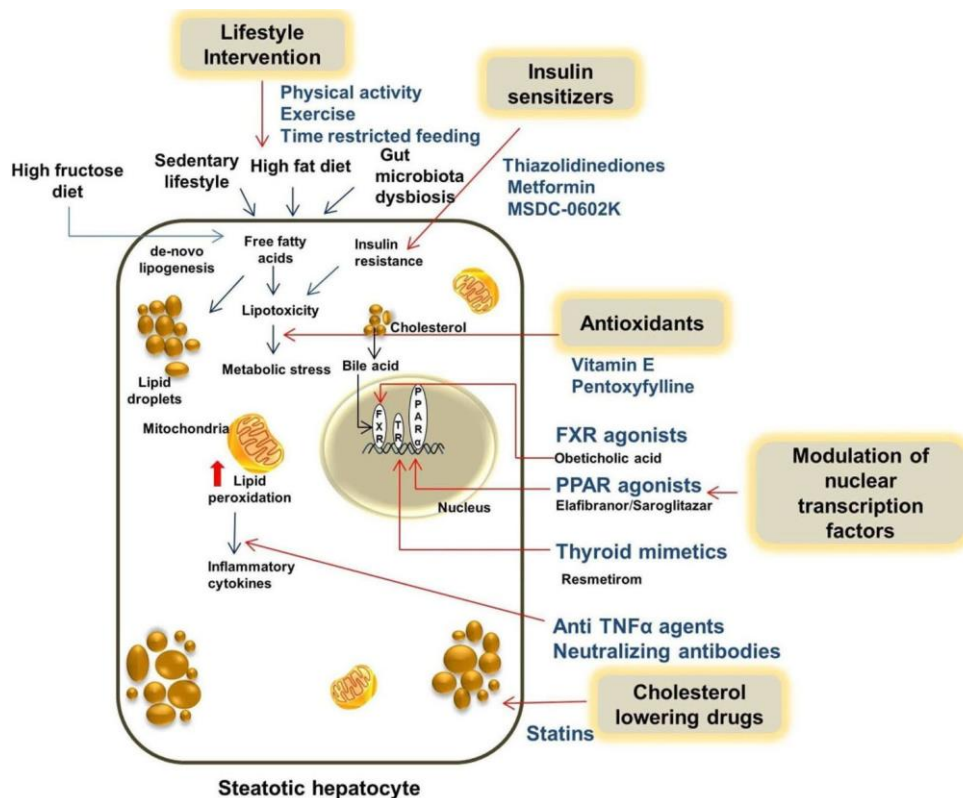 Lifestyle
Intervention
Physical activity
Exercise
Time restricted feeding
Insulin
sensitizers
Thiazolidinediones
Metformin
MSDC-0602K
High fructose
diet
Sedentary
lifestyle
High fat diet
Gut
microbiota
dysbiosis
de-novo
lipogenesis
Free fatty
acids
Insulin
resistance
Lipotoxicity
Cholesterol
Metabolic stress
Bile acid
Lipid
droplets
Antioxidants
Vitamin E
Pentoxyfylline
Mitochondria
Lipid
peroxidation
Inflammatory
cytokines
FXR
TR
PPARα
Nucleus
FXR agonists
Obeticholic acid
PPAR agonists
Elafibranor/Saroglitazar
Thyroid mimetics
Resmetirom
Modulation of
nuclear
transcription
factors
Anti TNFα agents
Neutralizing antibodies
Cholesterol
lowering drugs
Statins
Steatotic hepatocyte